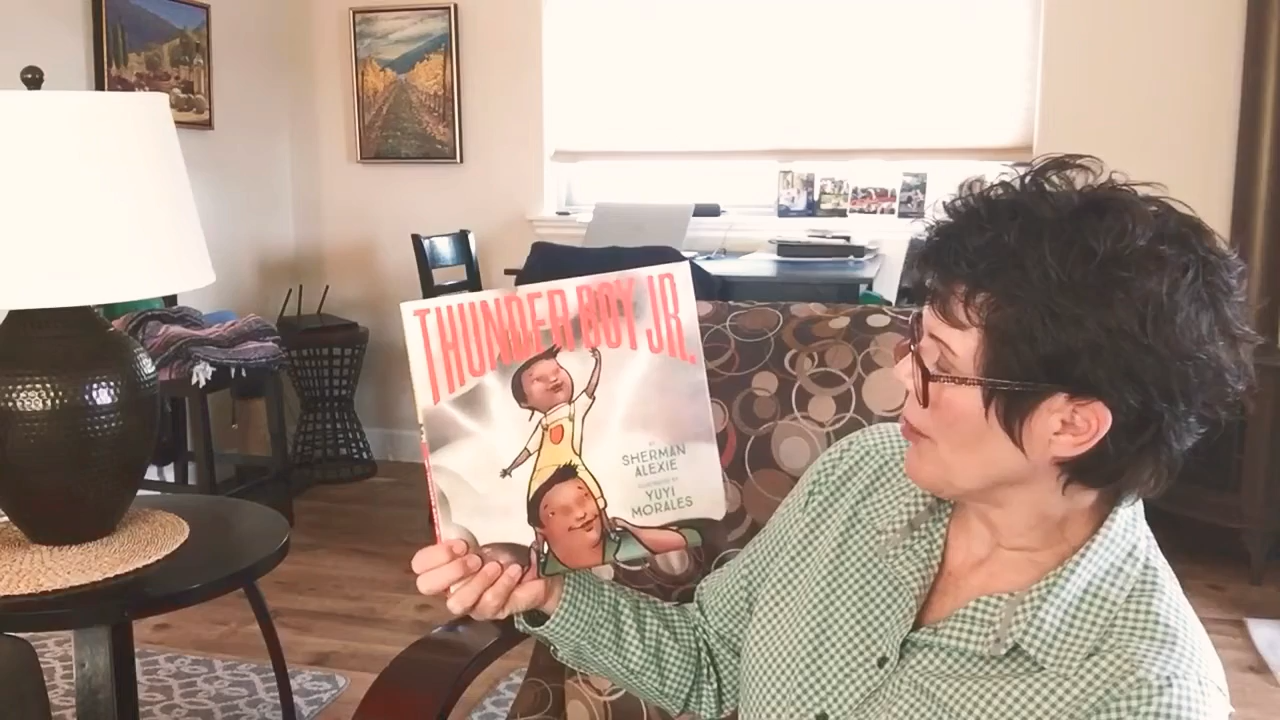 THUNDER BOY JR.
BY
SHERMAN
ALEXIE
ILLUSTRATED BY
YUYI
MORALES